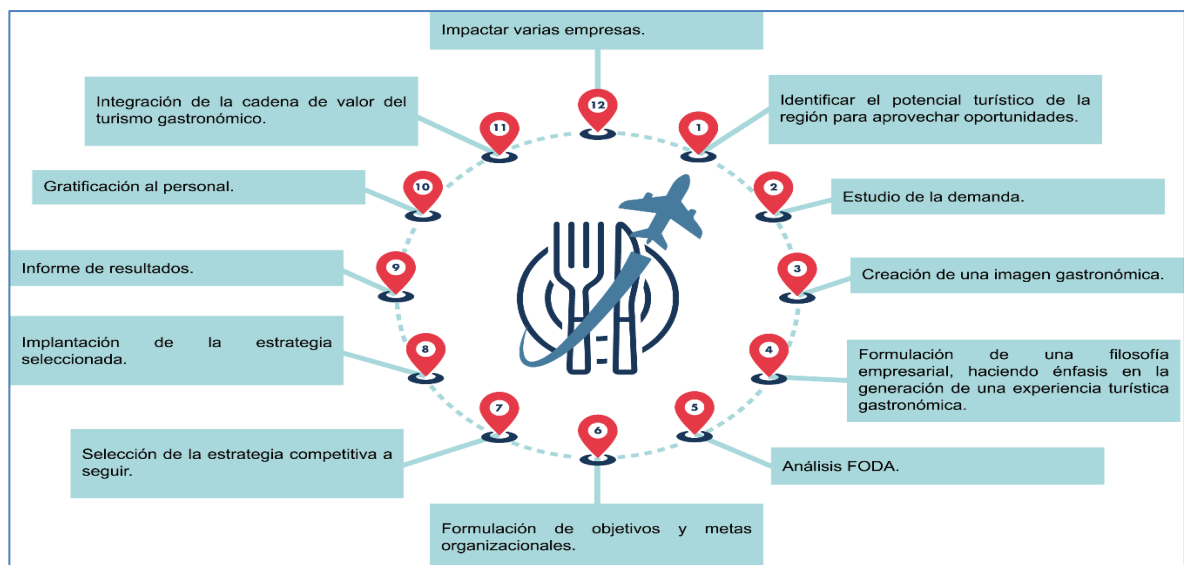 12
Impactar varias empresas.
1
Identificar el potencial turístico de la
región para aprovechar oportunidades.
2
Estudio de la demanda.
3
Creación de una imagen gastronómica.
4
Formulación de una filosofía
empresarial, haciendo énfasis en la
generación de una experiencia turística
gastronómica.
5
Análisis FODA.
6
Formulación de objetivos y metas
organizacionales.
7
Selección de la estrategia competitiva a
seguir.
8
Implantación de la estrategia
seleccionada.
9
Informe de resultados.
10
Gratificación al personal.
11
Integración de la cadena de valor del
turismo gastronómico.